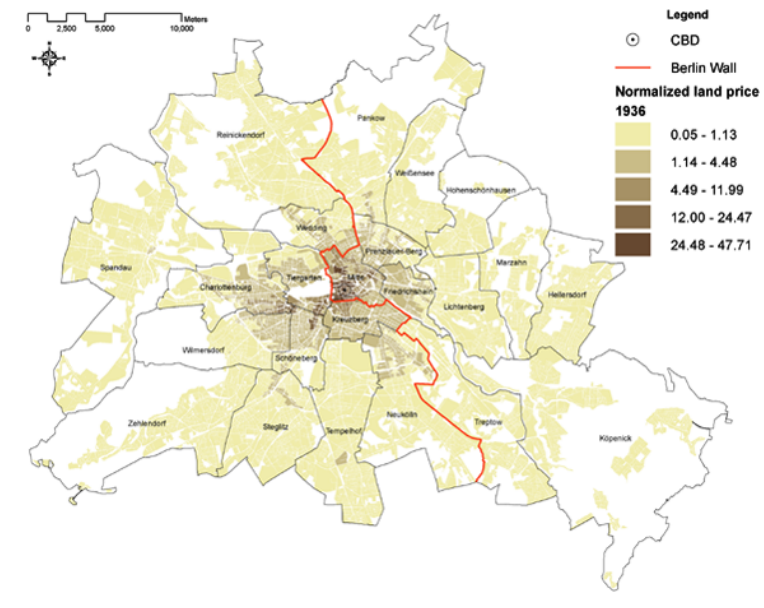 Meters
0 2,500 5,000 10,000
Legend
CBD
Berlin Wall
Normalized land price
1936
0.05 - 1.13
1.14 - 4.48
4.49 - 11.99
12.00 - 24.47
24.48 - 47.71
Pankow
Reinickendorf
Weißensee
Hohenschönhausen
Wedding
Prenzlauer-Berg
Marzahn
Spandau
Tiergarten
Mitte
Charlottenburg
Friedrichshain
Hellersdorf
Lichtenberg
Kreuzberg
Wilmersdorf
Schöneberg
Zehlendorf
Steglitz
Tempelhof
Neukölln
Treptow
Köpenick